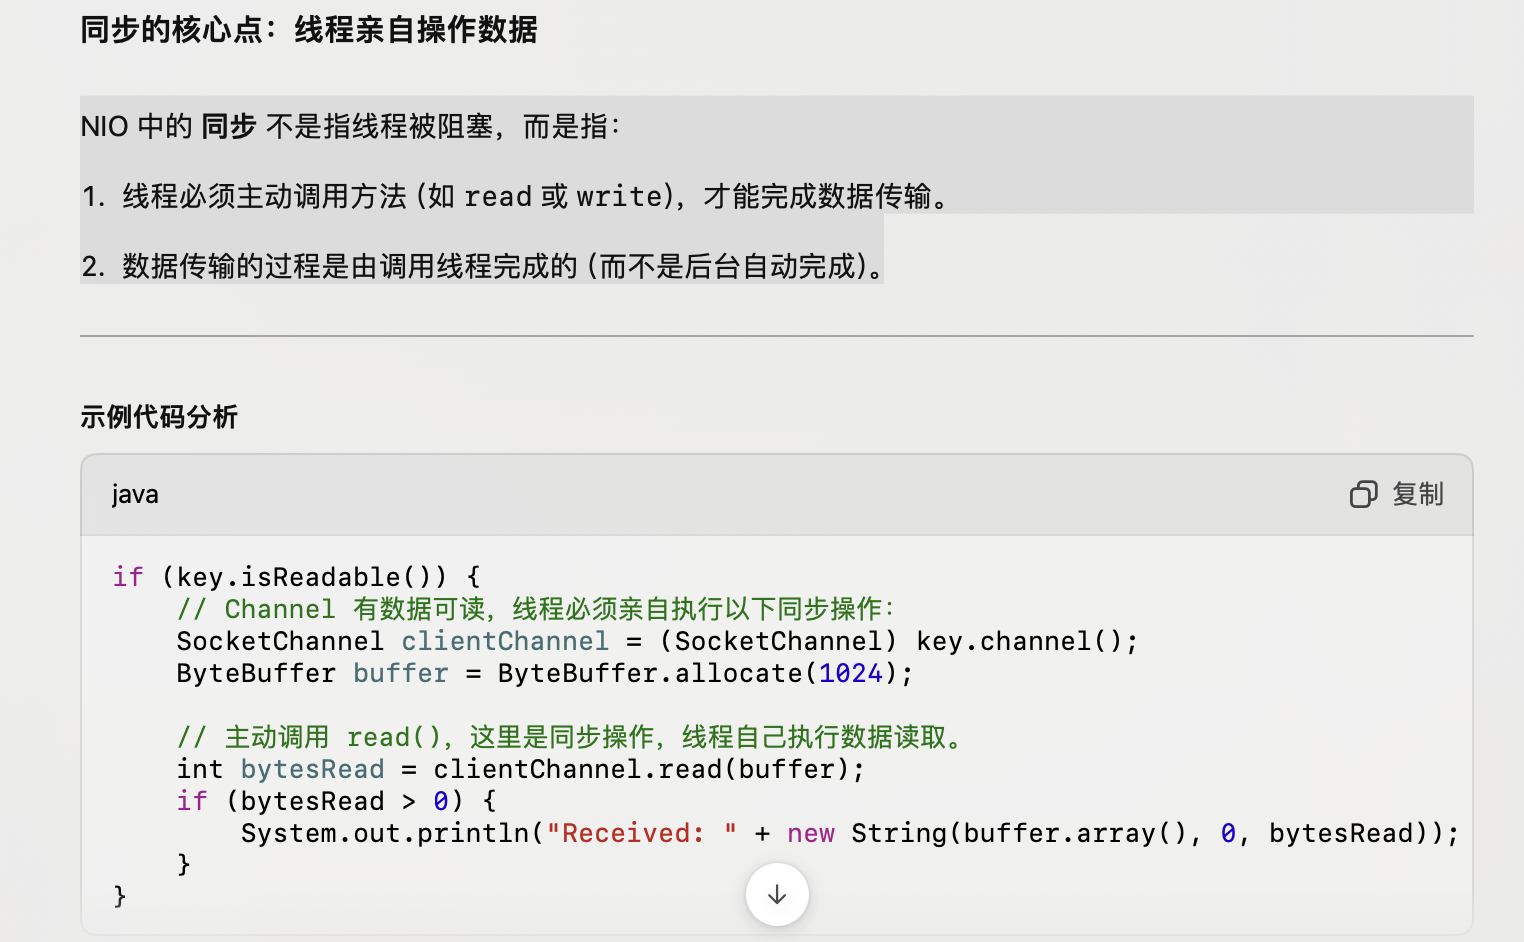 同步的核心点：线程亲自操作数据
NIO 中的 同步 不是指线程被阻塞，而是指：
1. 线程必须主动调用方法（如 read 或 write），才能完成数据传输。
2. 数据传输的过程是由调用线程完成的（而不是后台自动完成）。
示例代码分析
java
复制
if (key.isReadable()) {
    // Channel 有数据可读，线程必须亲自执行以下同步操作：
    SocketChannel clientChannel = (SocketChannel) key.channel();
    ByteBuffer buffer = ByteBuffer.allocate(1024);
    // 主动调用 read()，这里是同步操作，线程自己执行数据读取。
    int bytesRead = clientChannel.read(buffer);
    if (bytesRead > 0) {
        System.out.println("Received: " + new String(buffer.array(), 0, bytesRead));
    }
}